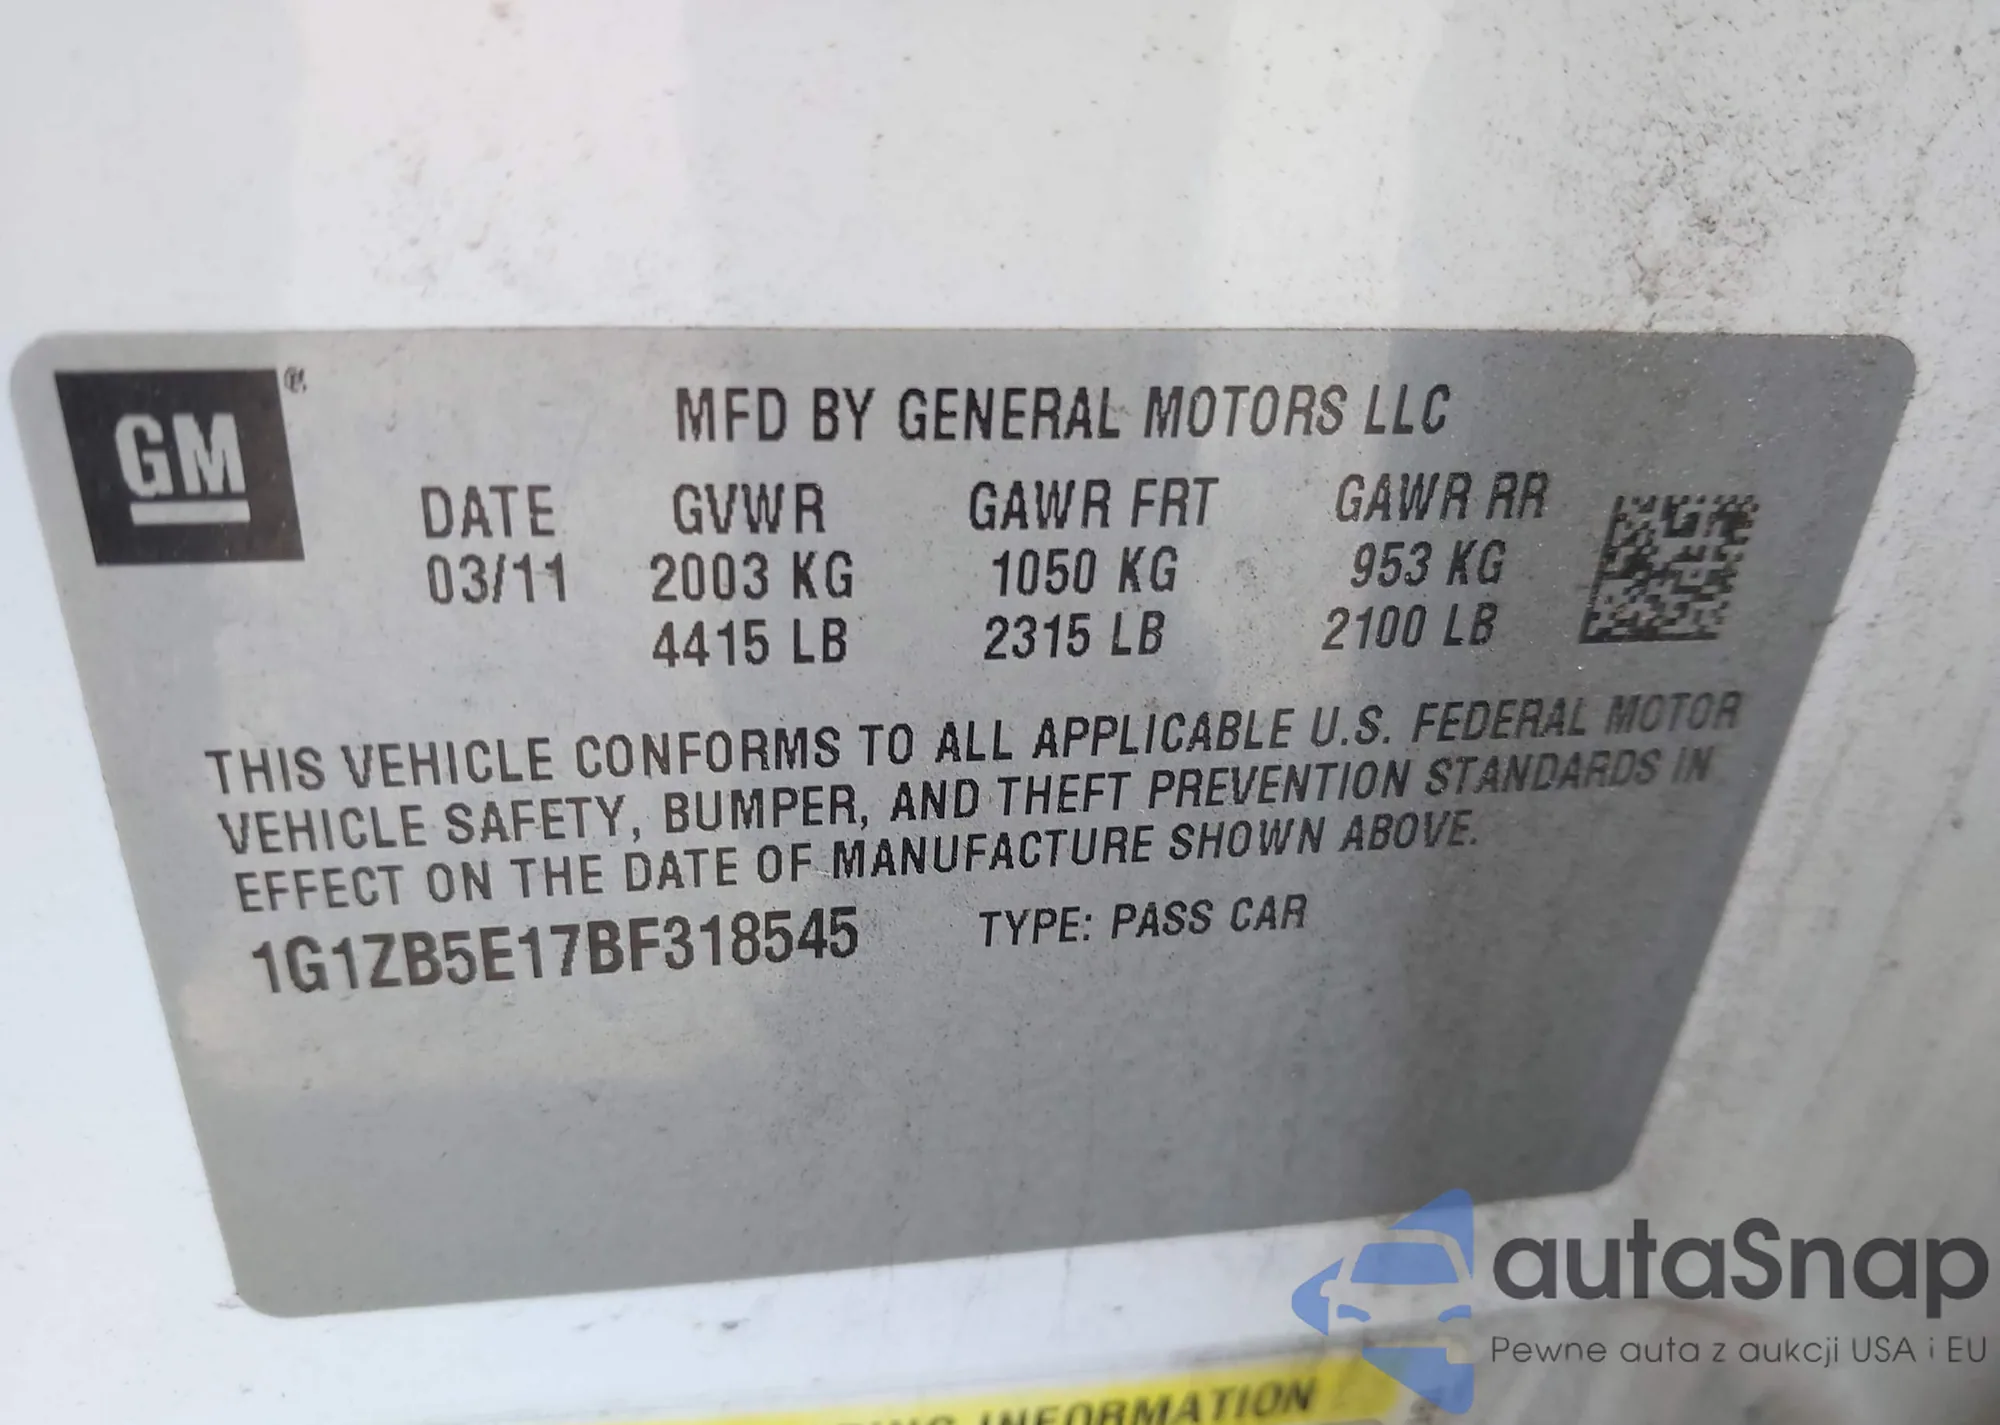 GM®
MFD BY GENERAL MOTORS LLC
DATE GVWR GAWR FRT GAWR RR
03/11 2003 KG 1050 KG 953 KG
4415 LB 2315 LB 2100 LB
THIS VEHICLE CONFORMS TO ALL APPLICABLE U.S. FEDERAL MOTOR
VEHICLE SAFETY, BUMPER, AND THEFT PREVENTION STANDARDS IN
EFFECT ON THE DATE OF MANUFACTURE SHOWN ABOVE.
1G1ZB5E17BF318545 TYPE: PASS CAR
autaSnap
Pewne auta z aukcji USA i EU
INFORMATION